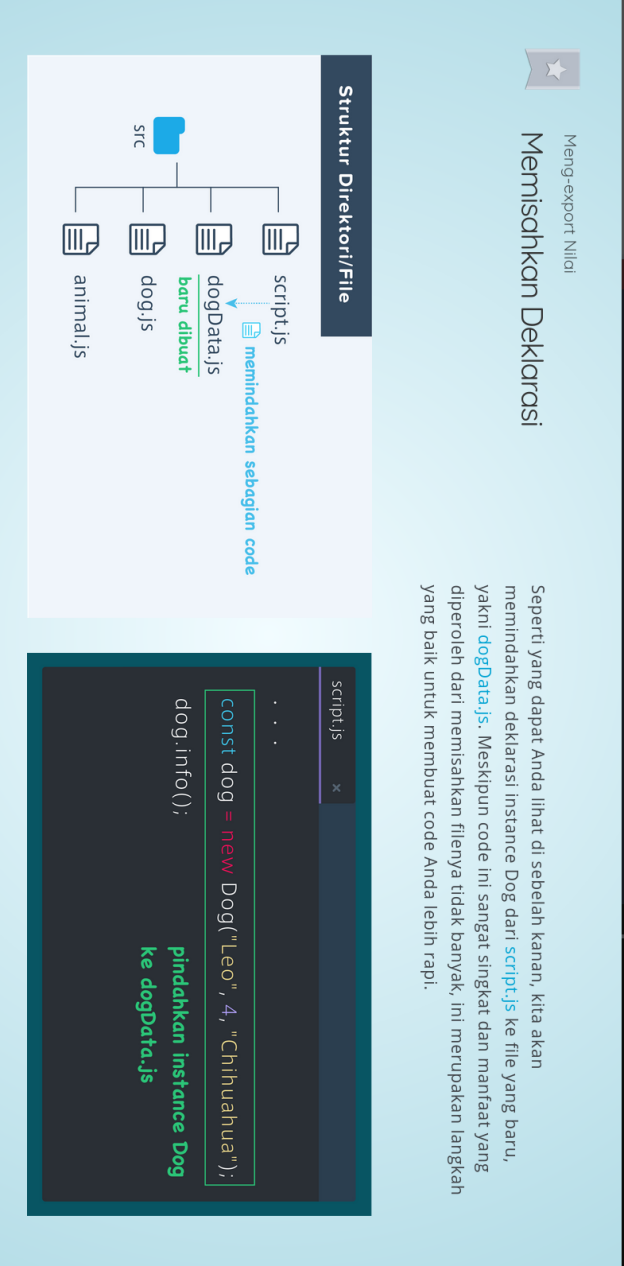 Meng-export Nilai
Memisahkan Deklarasi
Seperti yang dapat Anda lihat di sebelah kanan, kita akan
memindahkan deklarasi instance Dog dari script.js ke file yang baru,
yakni dogData.js. Meskipun code ini sangat singkat dan manfaat yang
diperoleh dari memisahkan filenya tidak banyak, ini merupakan langkah
yang baik untuk membuat code Anda lebih rapi.
Struktur Direktori/File
src
script.js
memindahkan sebagian code
dogData.js
baru dibuat
dog.js
animal.js
script.js ×
. . .
const dog = new Dog("Leo", 4, "Chihuahua");
dog.info();
pindahkan instance Dog
ke dogData.js